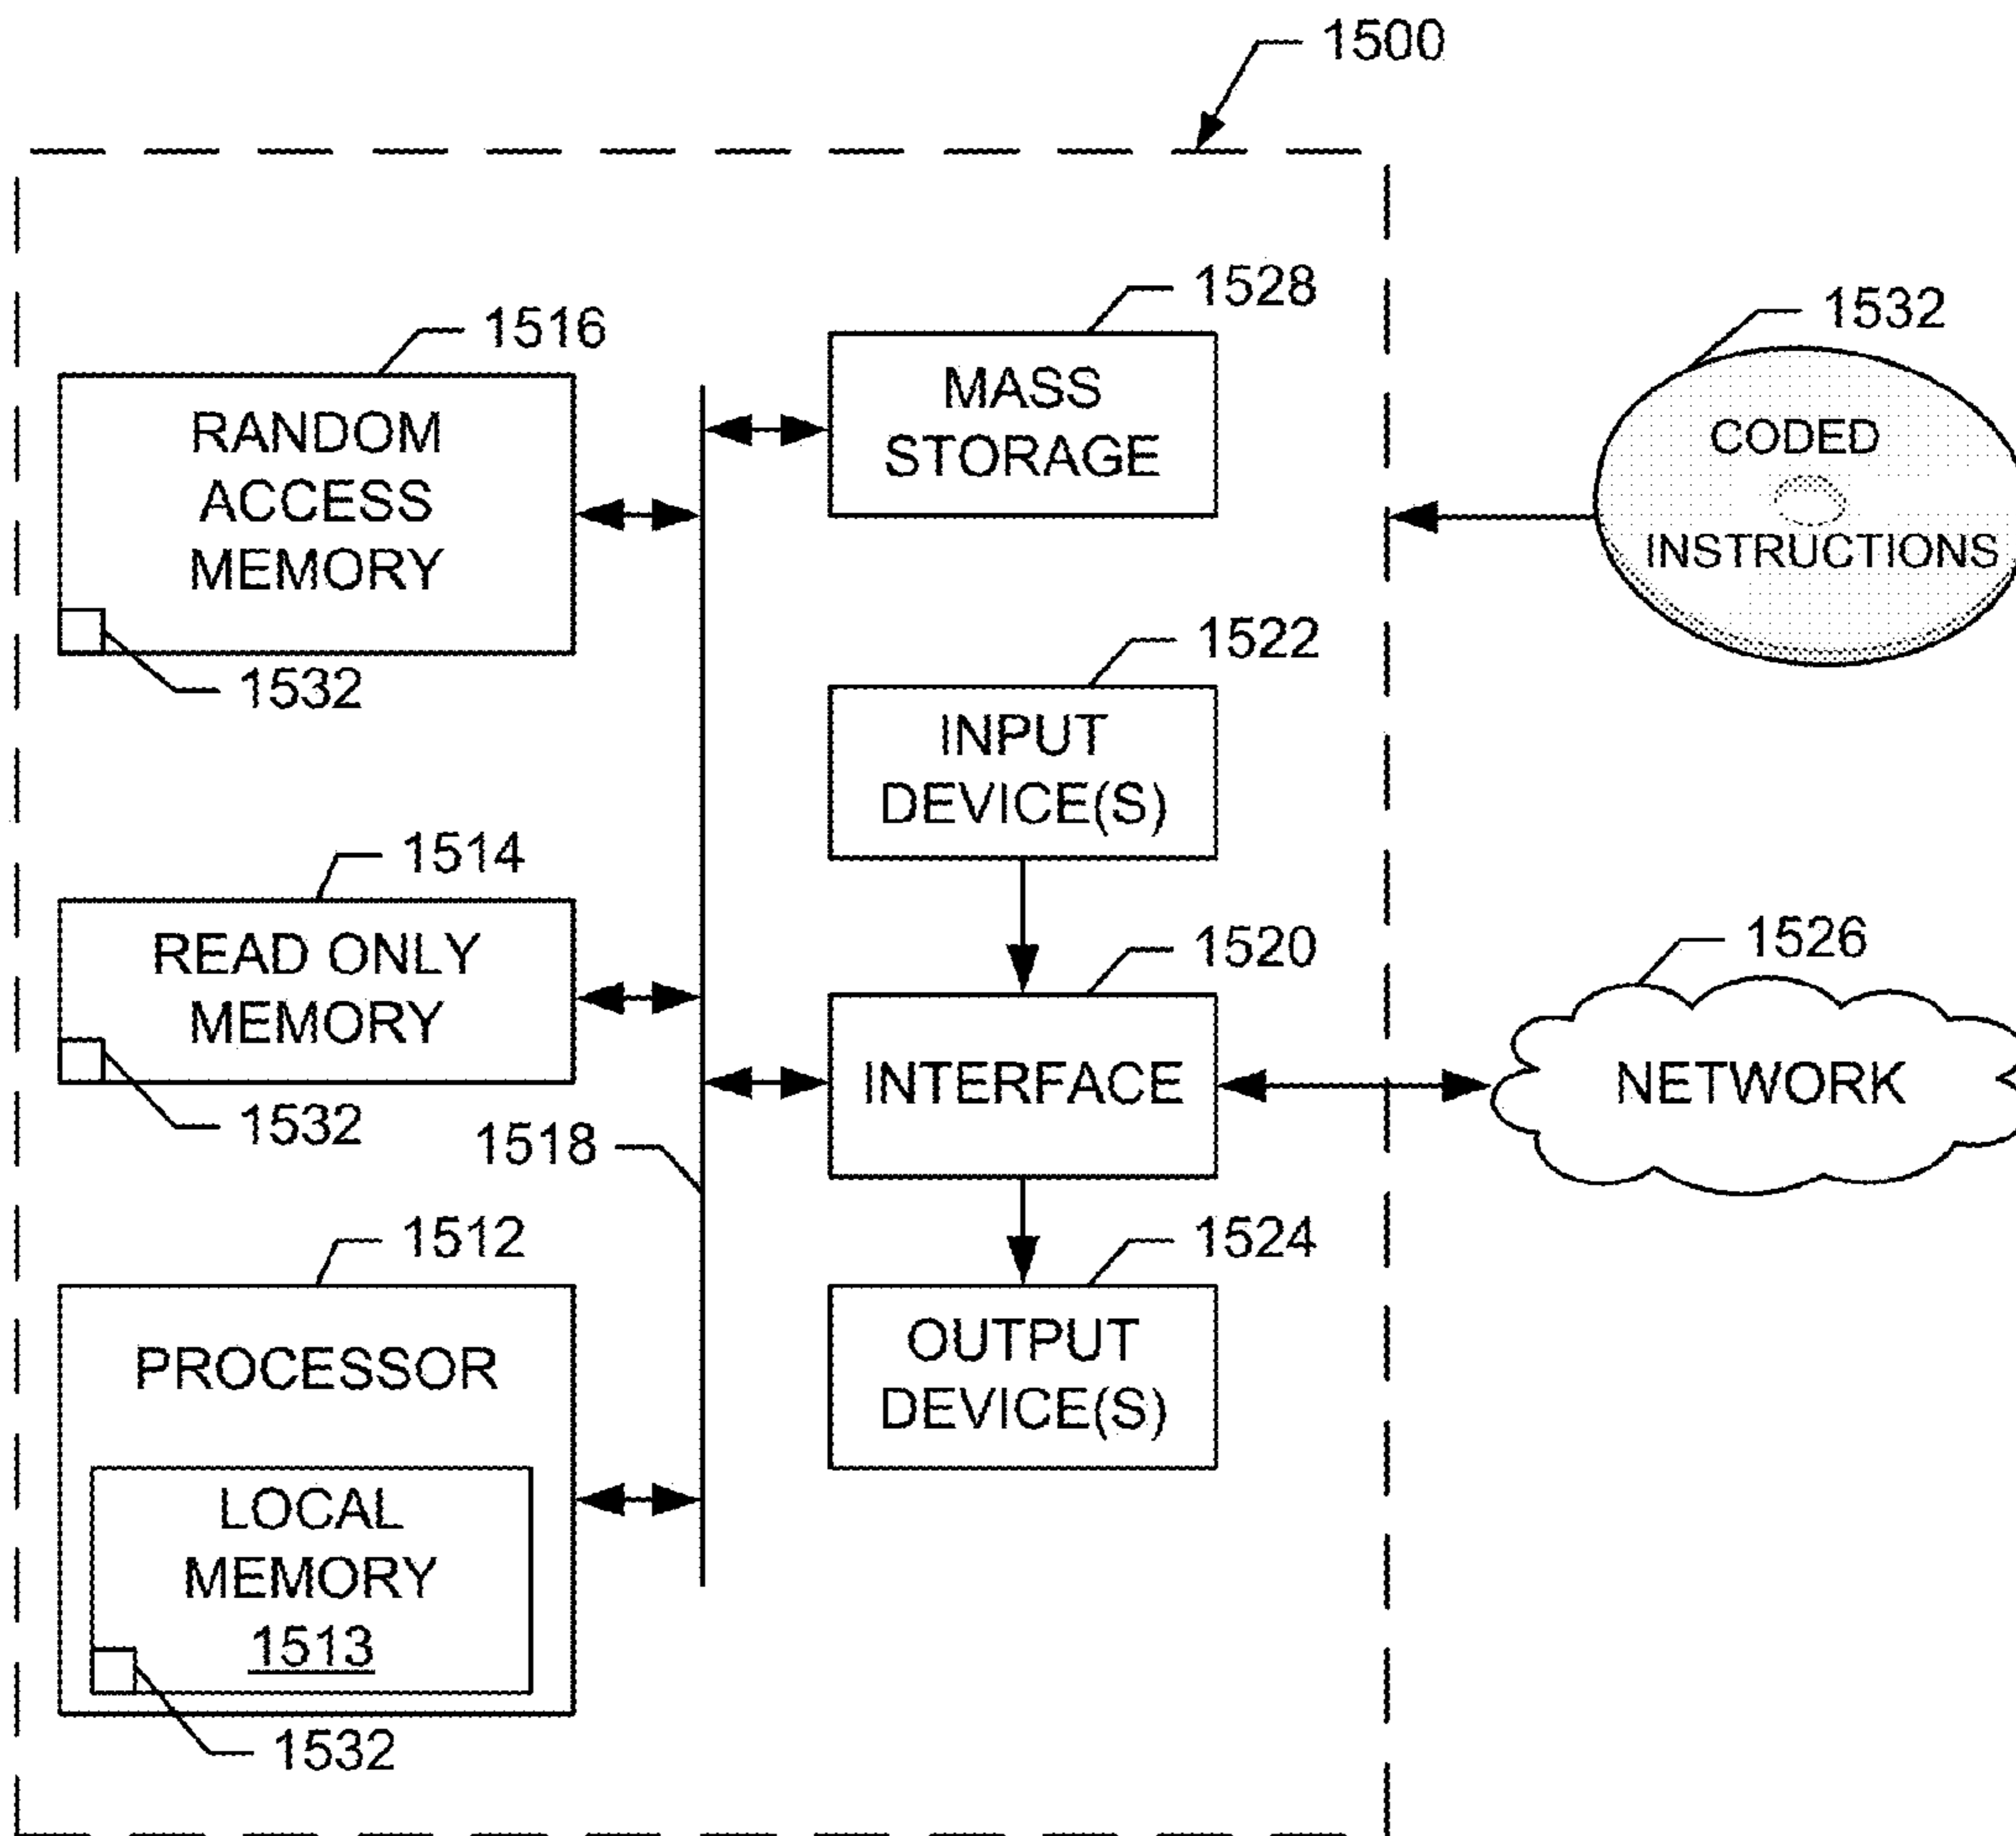 1500
1528
MASS
STORAGE
1516
RANDOM
ACCESS
MEMORY
1532
1532
CODED
INSTRUCTIONS
1522
INPUT
DEVICE(S)
1514
READ ONLY
MEMORY
1532
1518
1520
INTERFACE
1526
NETWORK
1512
PROCESSOR
LOCAL
MEMORY
1513
1532
1524
OUTPUT
DEVICE(S)